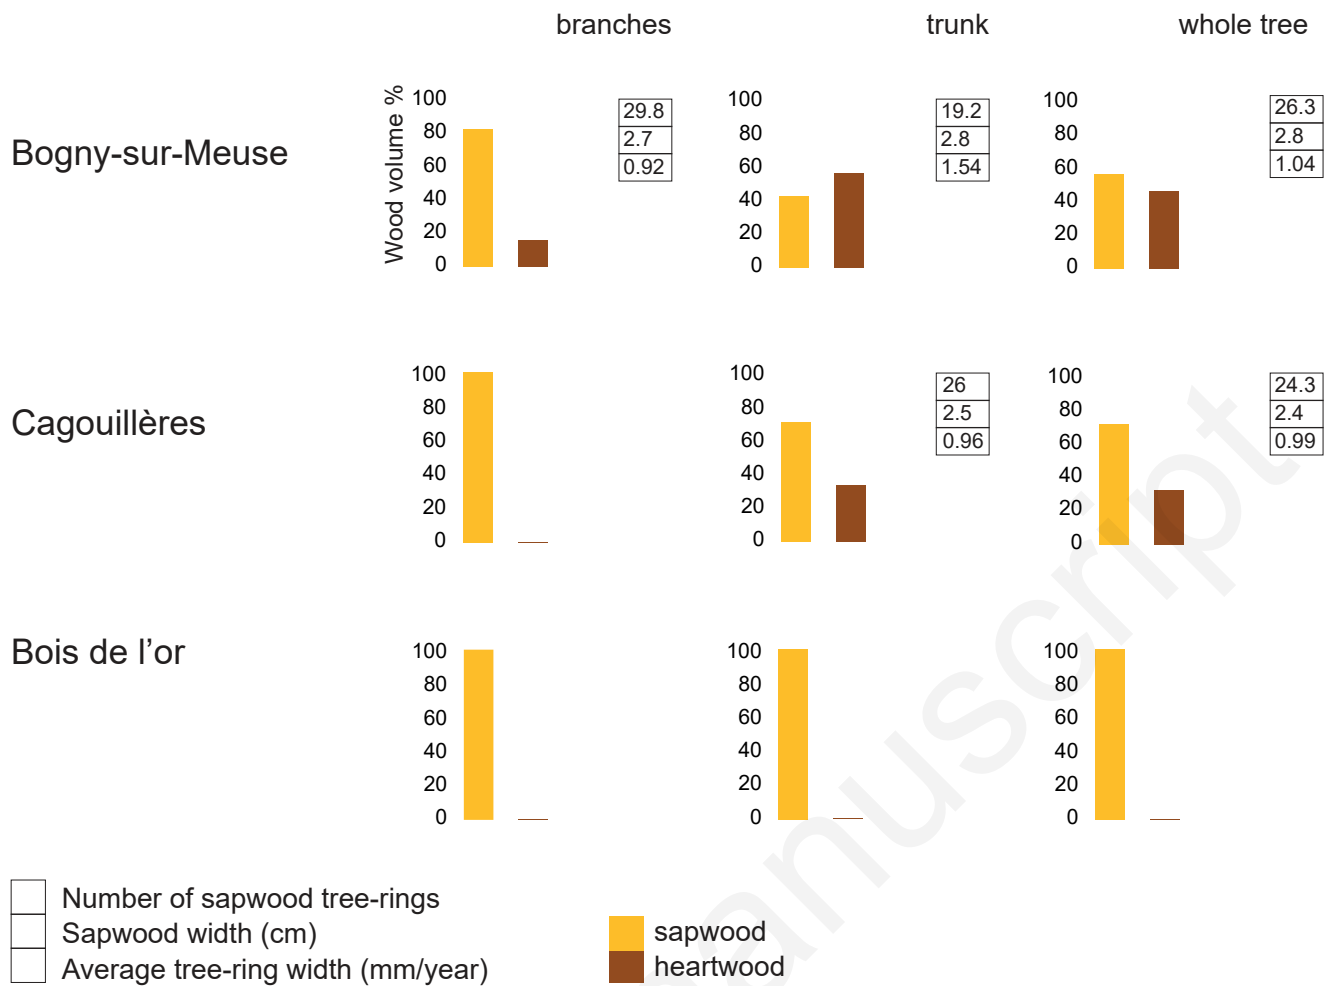 branches trunk whole tree
Bogny-sur-Meuse
Wood volume %
100 80 60 40 20 0
29.8
2.7
0.92
100 80 60 40 20 0
19.2
2.8
1.54
100 80 60 40 20 0
26.3
2.8
1.04
Cagouillères
100 80 60 40 20 0
100 80 60 40 20 0
26
2.5
0.96
100 80 60 40 20 0
24.3
2.4
0.99
Bois de l’or
100 80 60 40 20 0
100 80 60 40 20 0
100 80 60 40 20 0
Number of sapwood tree-rings
Sapwood width (cm)
Average tree-ring width (mm/year)
sapwood
heartwood
anuscript